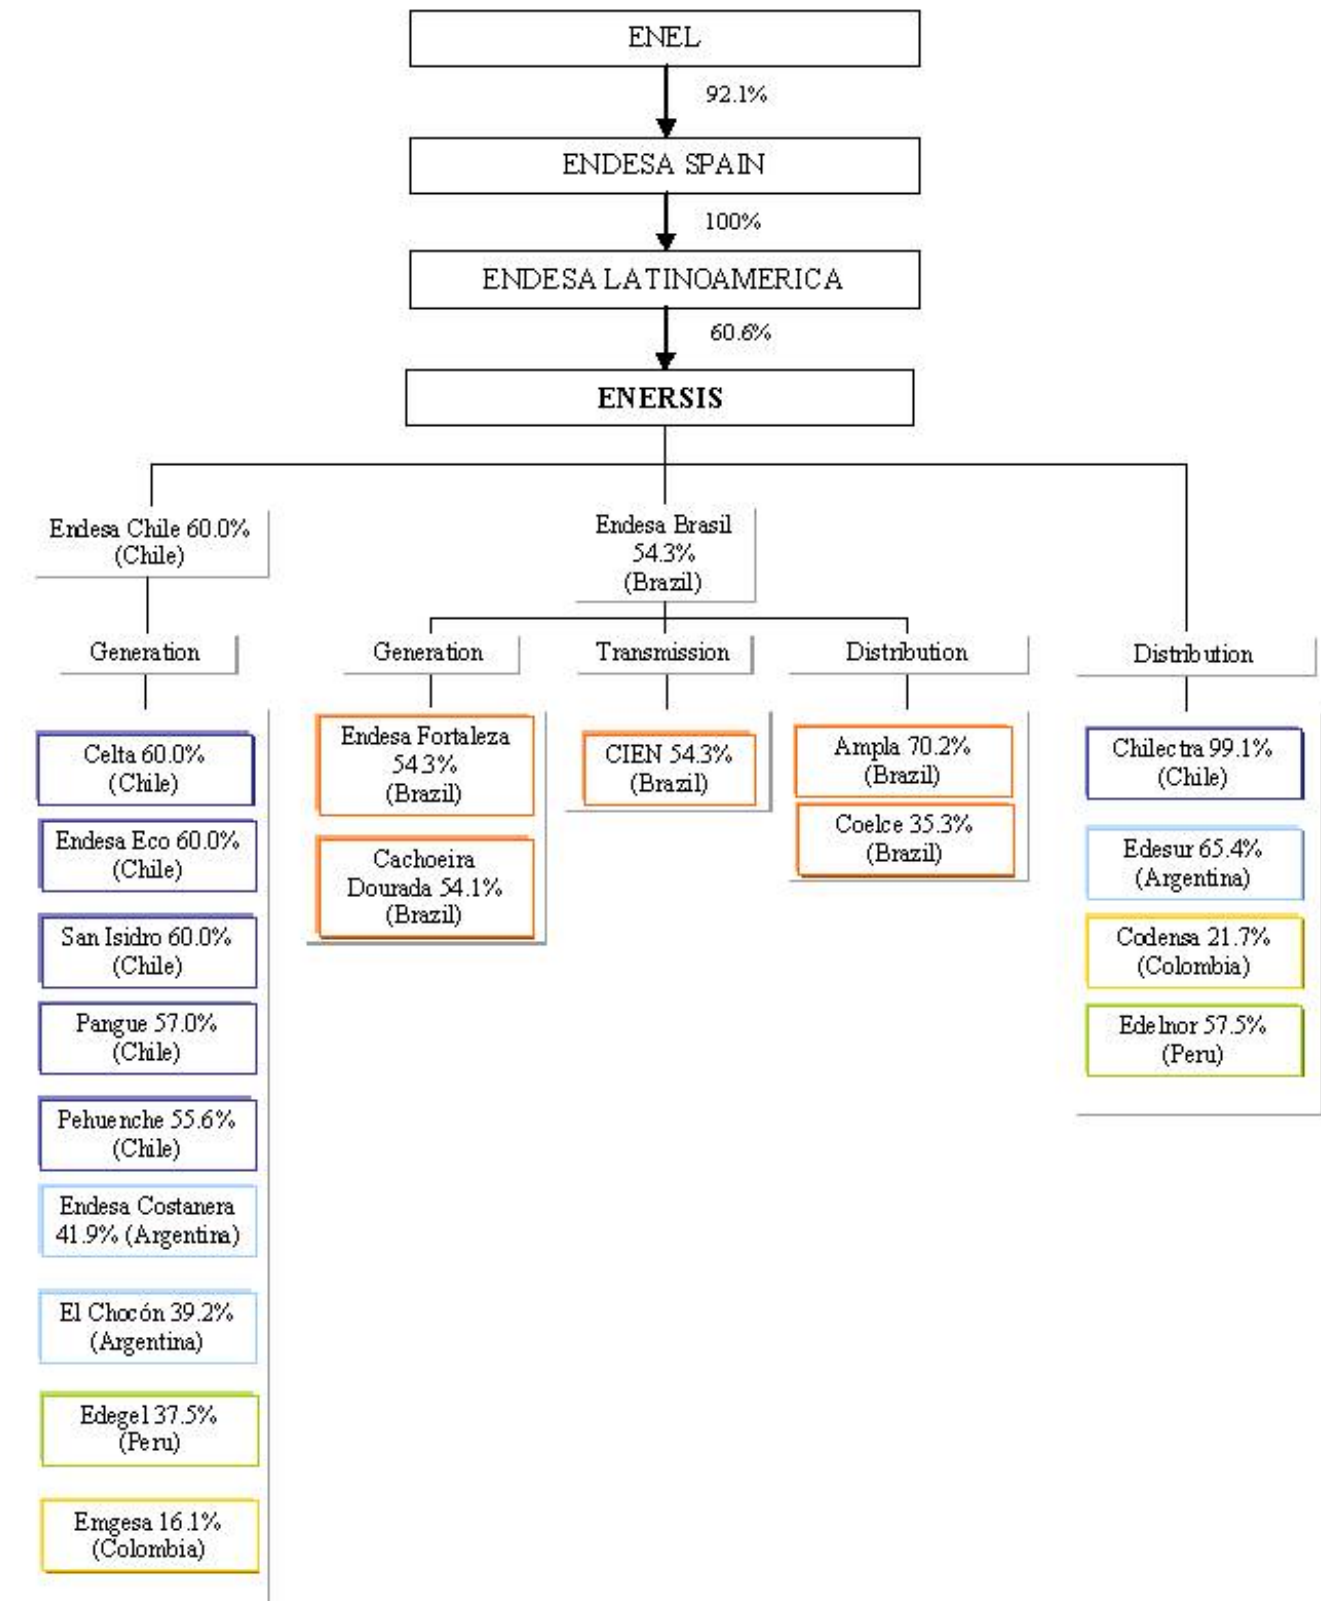 ENEL
92.1%
ENDESA SPAIN
100%
ENDESA LATINOAMERICA
60.6%
ENERSIS
Endesa Chile 60.0%
(Chile)
Generation
Celta 60.0%
(Chile)
Endesa Eco 60.0%
(Chile)
San Isidro 60.0%
(Chile)
Pangue 57.0%
(Chile)
Pehuenche 55.6%
(Chile)
Endesa Costanera
41.9% (Argentina)
El Chocón 39.2%
(Argentina)
Edegel 37.5%
(Peru)
Emgesa 16.1%
(Colombia)
Endesa Brasil
54.3%
(Brazil)
Generation
Endesa Fortaleza
54.3%
(Brazil)
Cachoeira
Dourada 54.1%
(Brazil)
Transmission
CIEN 54.3%
(Brazil)
Distribution
Ampla 70.2%
(Brazil)
Coelce 35.3%
(Brazil)
Distribution
Chilectra 99.1%
(Chile)
Edesur 65.4%
(Argentina)
Codensa 21.7%
(Colombia)
Edelnor 57.5%
(Peru)